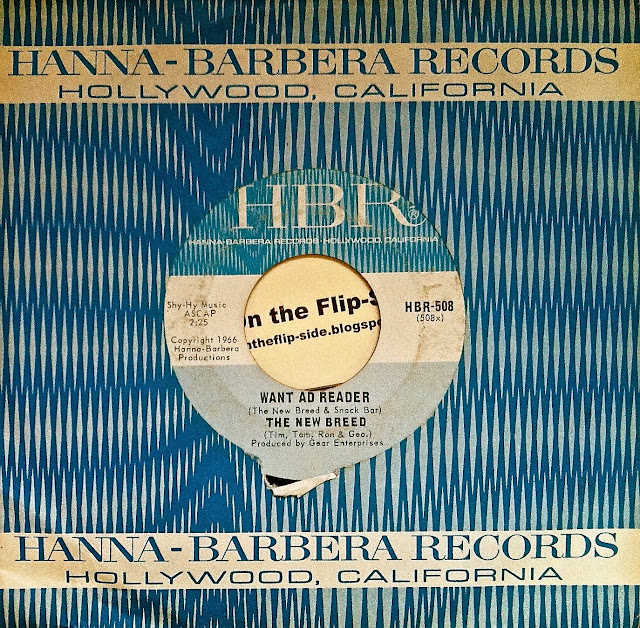 HANNA-BARBERA RECORDS
HOLLYWOOD, CALIFORNIA
HBR®
HANNA-BARBERA RECORDS · HOLLYWOOD, CALIFORNIA
Shy-Hy Music
ASCAP
2:25
Copyright 1966
Hanna-Barbera
Productions
n the Flip-S
ntheflip-side.blogspo
HBR-508
(508x)
WANT AD READER
(The New Breed & Snack Bar)
THE NEW BREED
(Tim, Tom, Ron & Geo.)
Produced by Gear Enterprises
HANNA-BARBERA RECORDS
HOLLYWOOD, CALIFORNIA